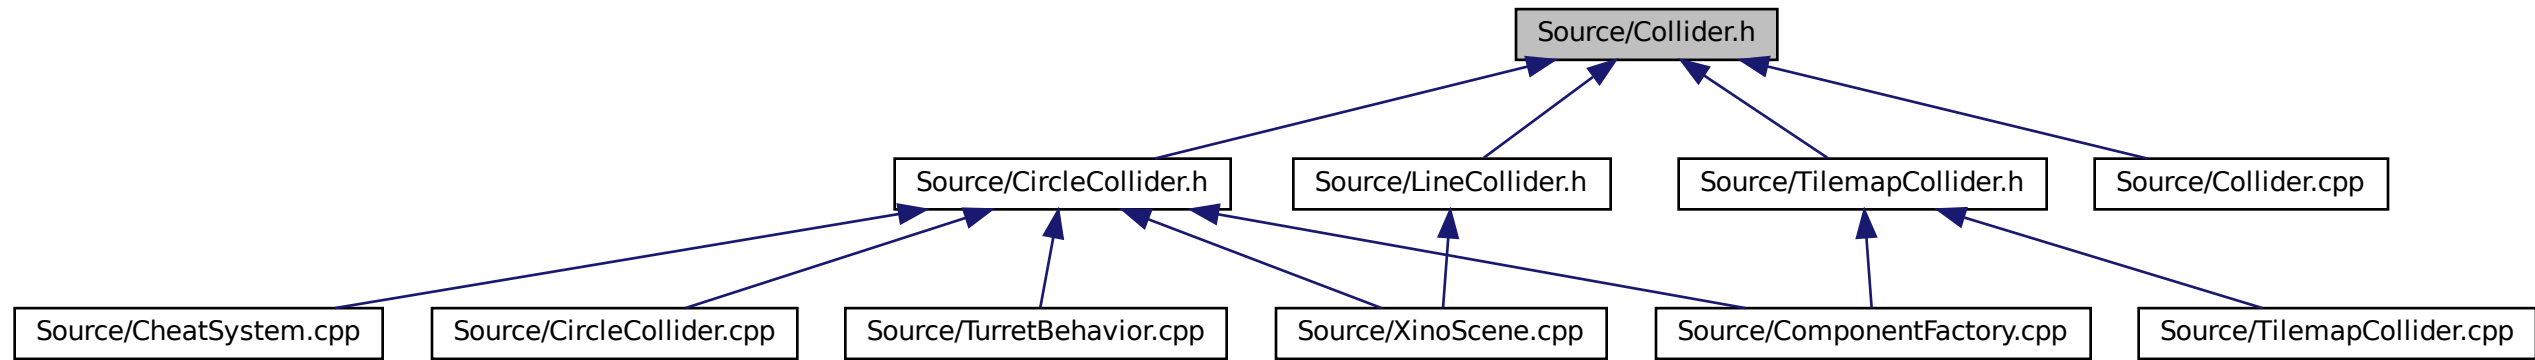 Source/Collider.h
Source/CircleCollider.h
Source/LineCollider.h
Source/TilemapCollider.h
Source/Collider.cpp
Source/CheatSystem.cpp
Source/CircleCollider.cpp
Source/TurretBehavior.cpp
Source/XinoScene.cpp
Source/ComponentFactory.cpp
Source/TilemapCollider.cpp